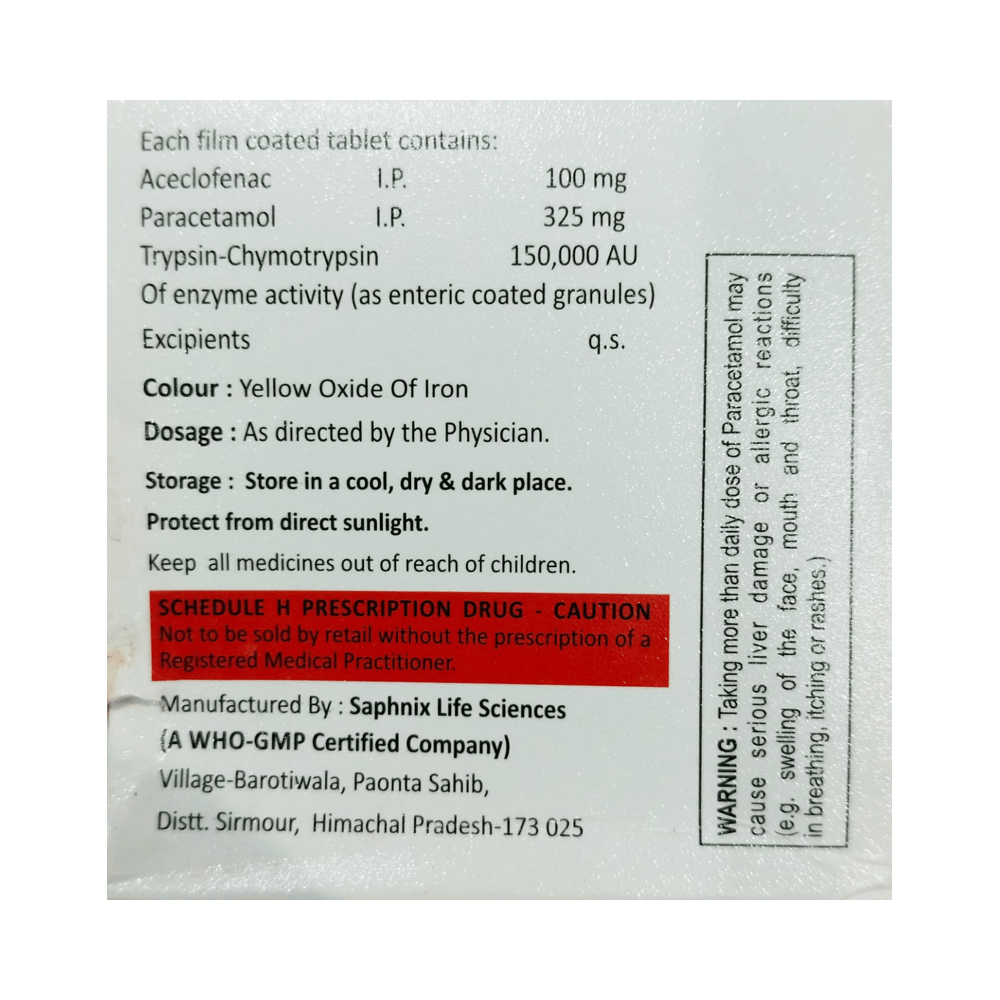 Each film coated tablet contains:
Aceclofenac I.P. 100 mg
Paracetamol I.P. 325 mg
Trypsin-Chymotrypsin 150,000 AU
Of enzyme activity (as enteric coated granules)
Excipients q.s.
Colour : Yellow Oxide Of Iron
Dosage : As directed by the Physician.
Storage : Store in a cool, dry & dark place.
Protect from direct sunlight.
Keep all medicines out of reach of children.
SCHEDULE H PRESCRIPTION DRUG - CAUTION
Not to be sold by retail without the prescription of a
Registered Medical Practitioner.
Manufactured By : Saphnix Life Sciences
(A WHO-GMP Certified Company)
Village-Barotiwala, Paonta Sahib,
Distt. Sirmour, Himachal Pradesh-173 025
WARNING : Taking more than daily dose of Paracetamol may
cause serious liver damage or allergic reactions
(e.g. swelling of the face, mouth and throat, difficulty
in breathing, itching or rashes.)